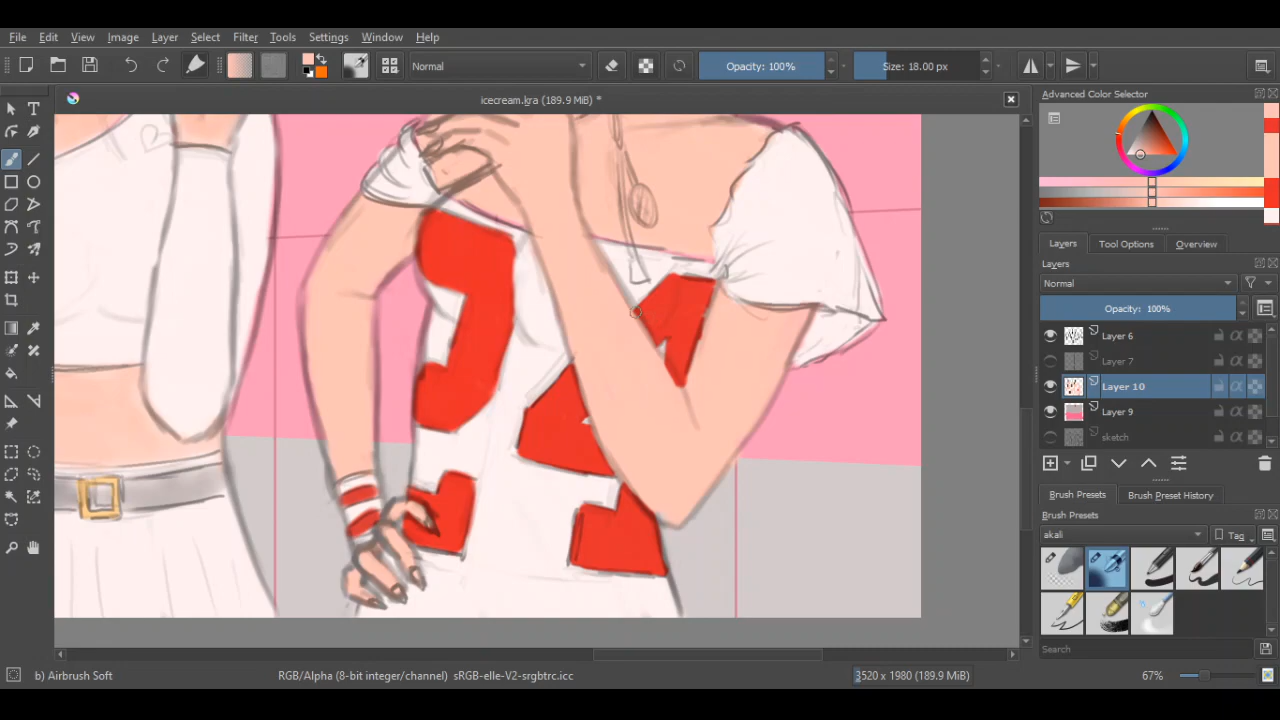 File Edit View Image Layer Select Filter Tools Settings Window Help
Normal Opacity: 100% Size: 18.00 px
icecream.kra (189.9 MiB) *
Advanced Color Selector
Layers Tool Options Overview
Layers
Normal
Opacity: 100%
Layer 6
Layer 7
Layer 10
Layer 9
sketch
Brush Presets Brush Preset History
Brush Presets
akali Tag
Search
b) Airbrush Soft RGB/Alpha (8-bit integer/channel) sRGB-elle-V2-srgbtrc.icc 3520 x 1980 (189.9 MiB) 67%